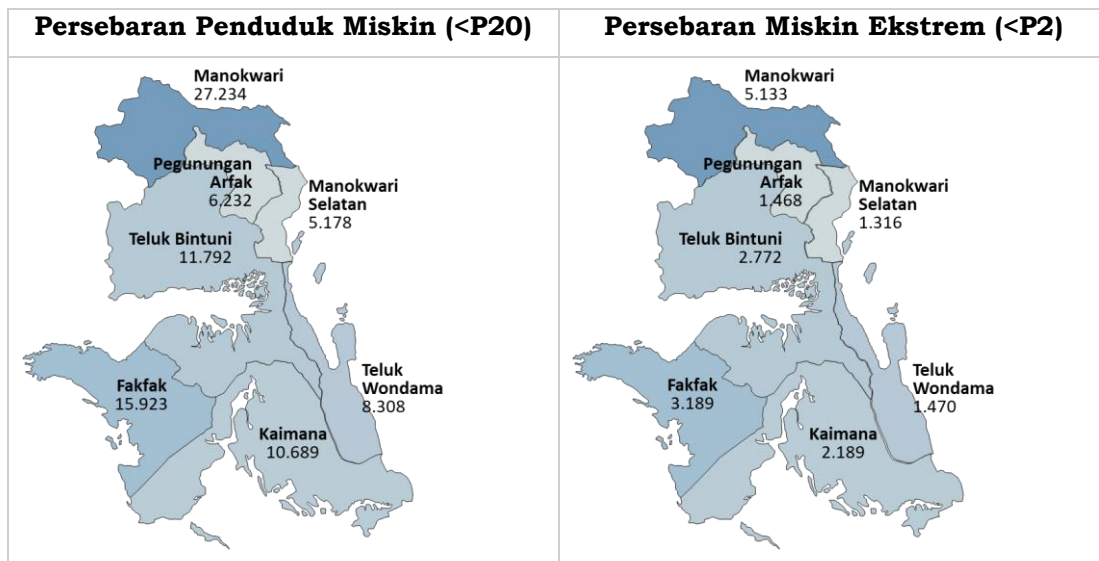 Persebaran Penduduk Miskin (<P20)
Manokwari
27.234
Pegunungan
Arfak
6.232
Manokwari
Selatan
5.178
Teluk Bintuni
11.792
Fakfak
15.923
Teluk
Wondama
8.308
Kaimana
10.689
Persebaran Miskin Ekstrem (<P2)
Manokwari
5.133
Pegunungan
Arfak
1.468
Manokwari
Selatan
1.316
Teluk Bintuni
2.772
Fakfak
3.189
Teluk
Wondama
1.470
Kaimana
2.189